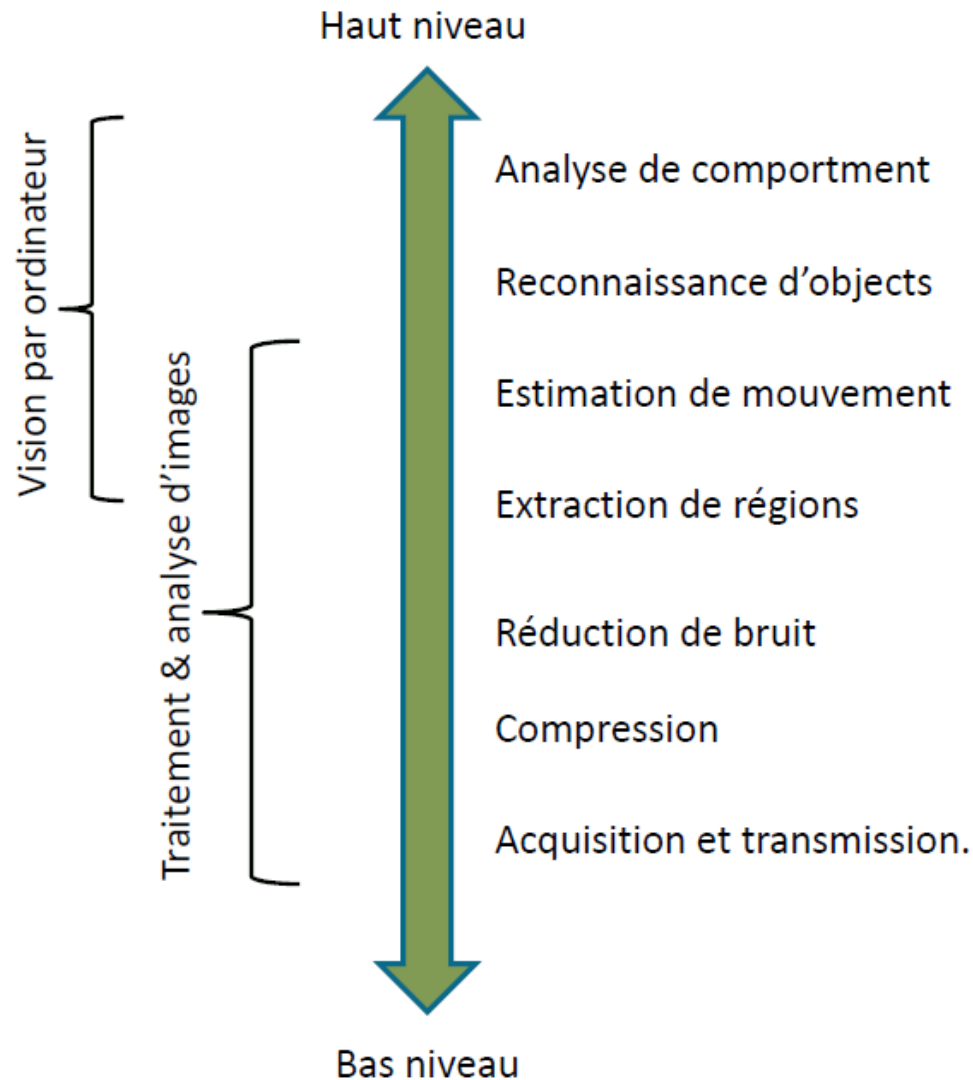 Haut niveau
Vision par ordinateur
Traitement & analyse d’images
Analyse de comportment
Reconnaissance d’objects
Estimation de mouvement
Extraction de régions
Réduction de bruit
Compression
Acquisition et transmission.
Bas niveau